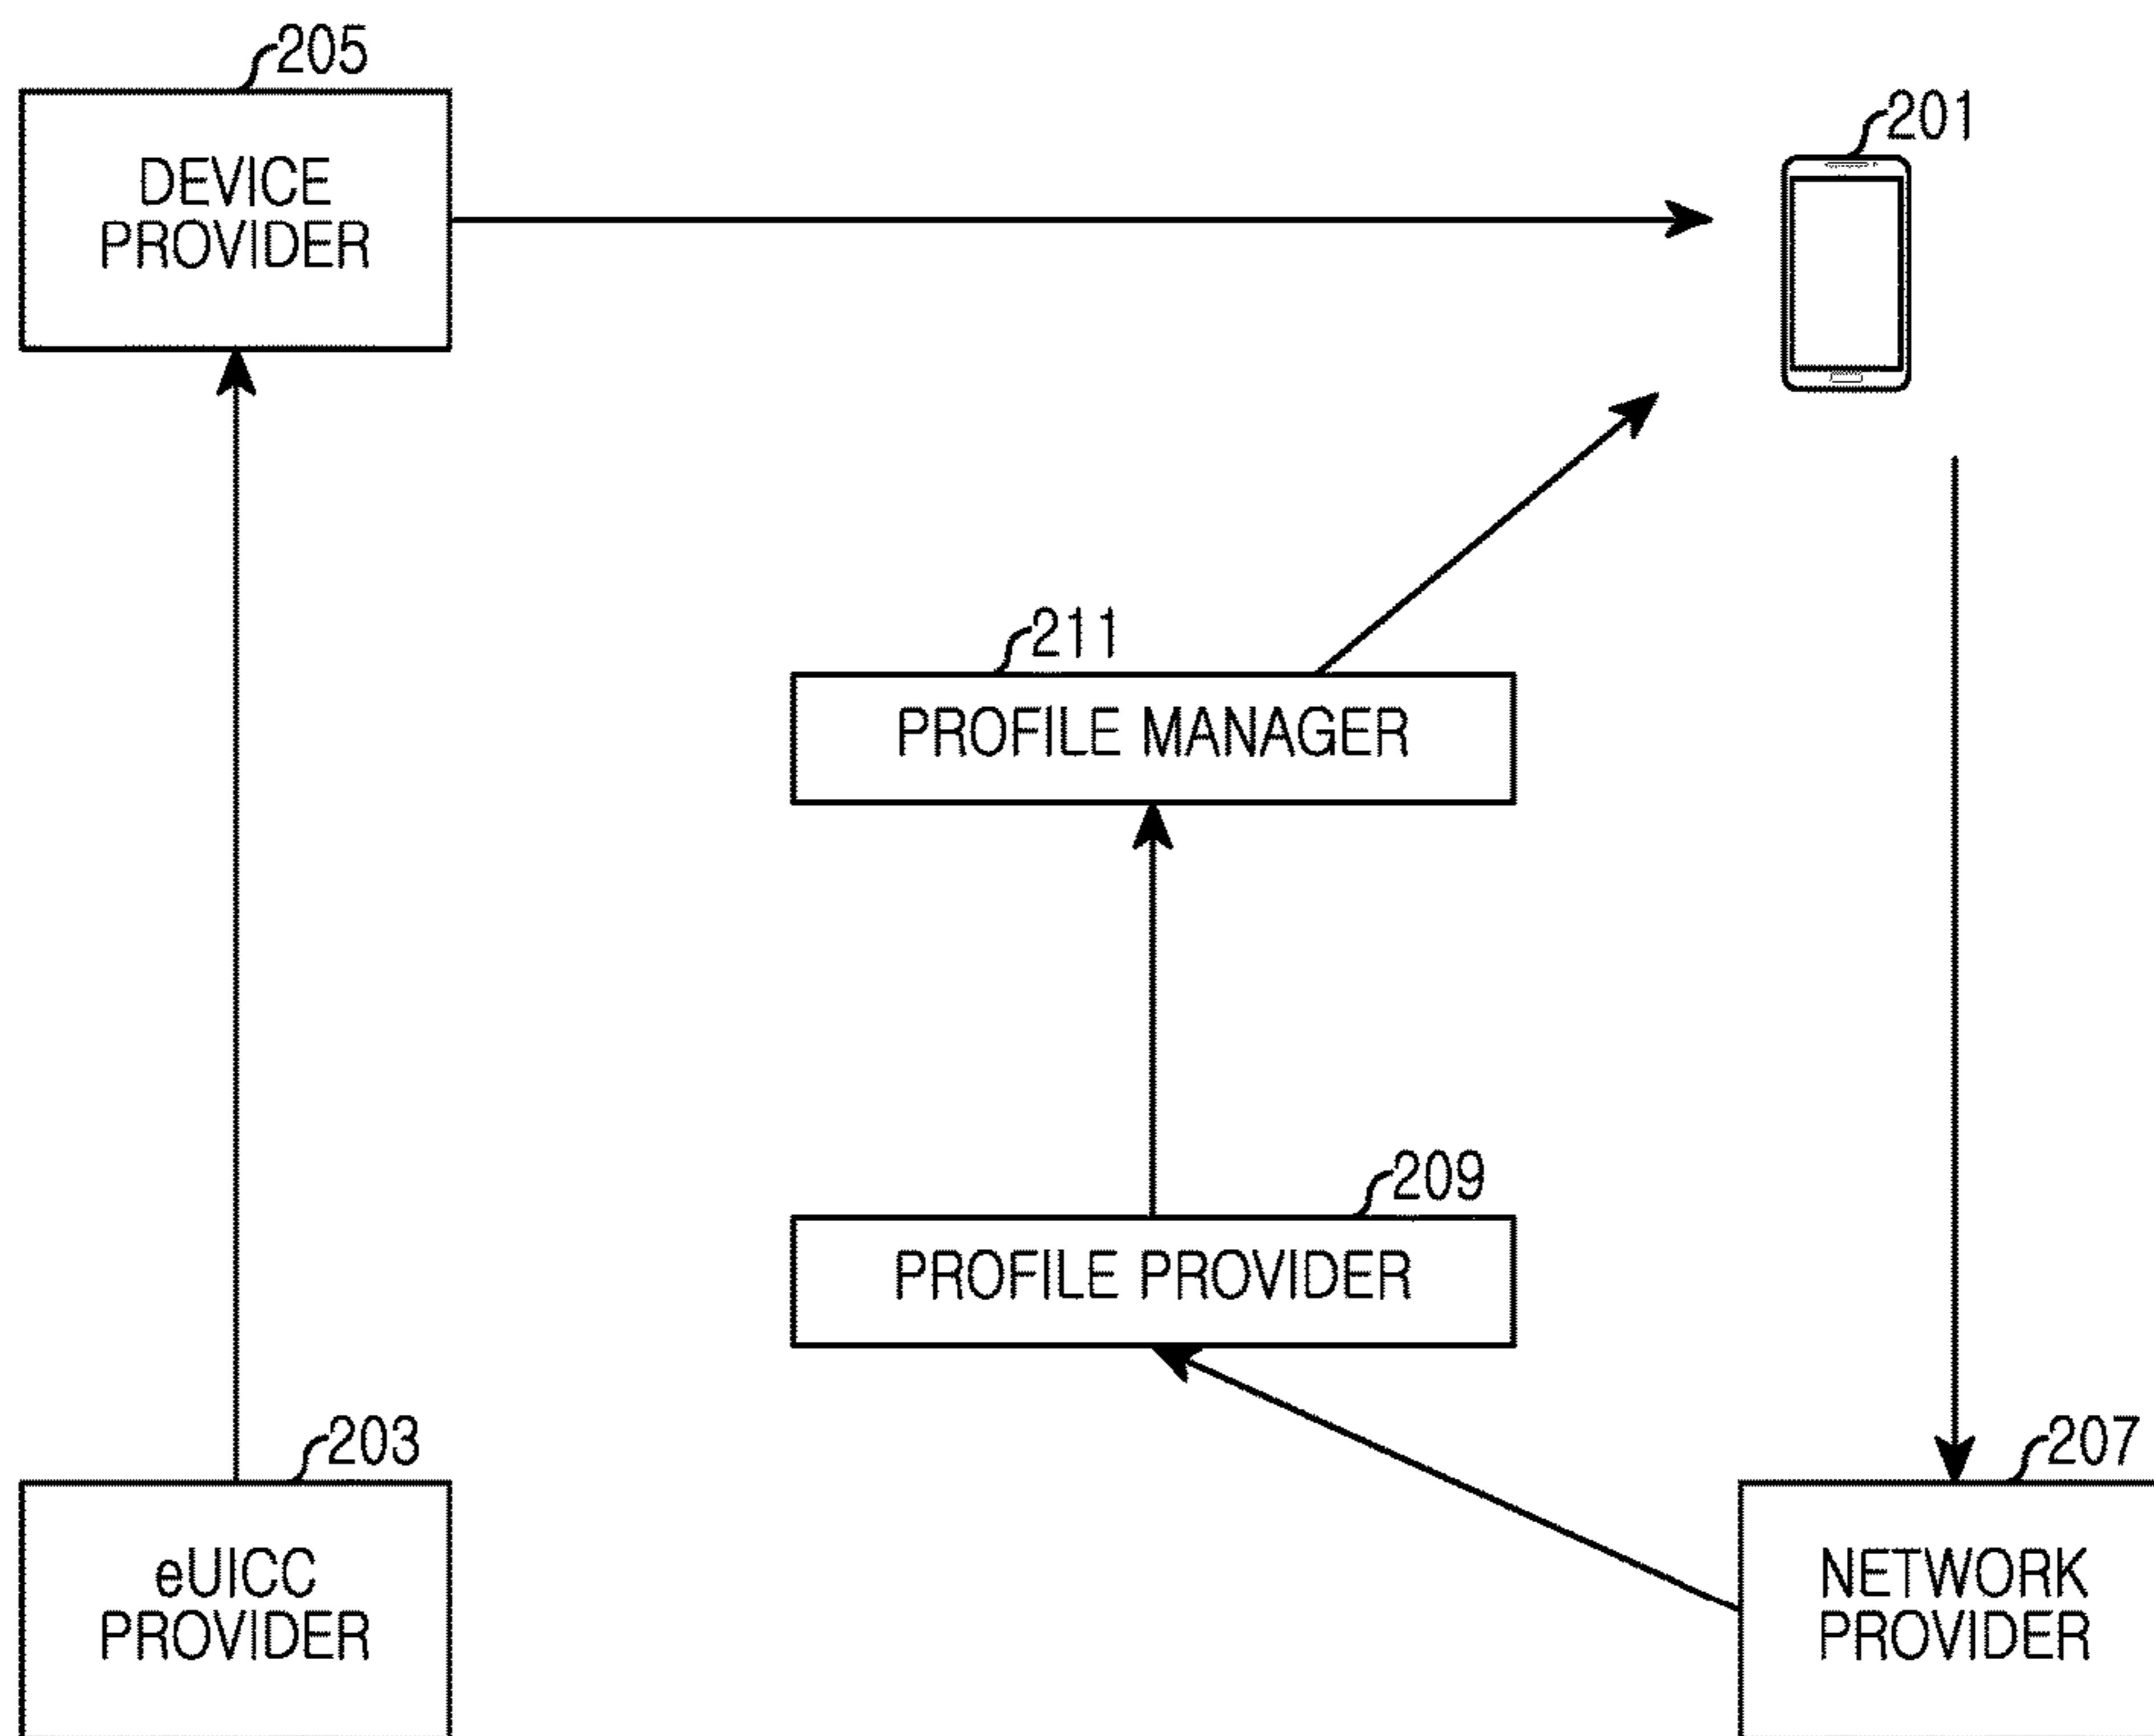 205
DEVICE
PROVIDER
201
211
PROFILE MANAGER
209
PROFILE PROVIDER
203
eUICC
PROVIDER
207
NETWORK
PROVIDER